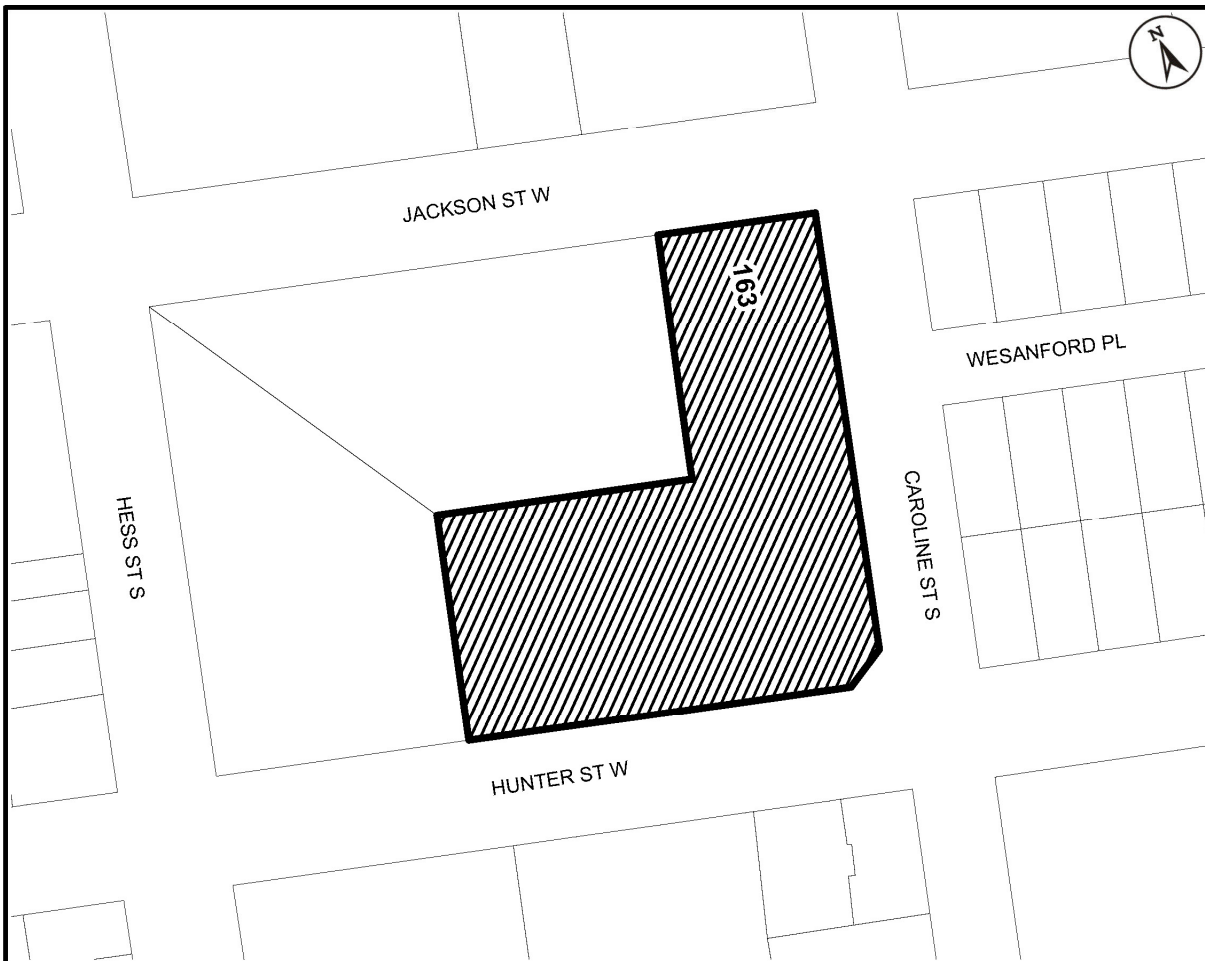 N
JACKSON ST W
163
WESANFORD PL
HESS ST S
CAROLINE ST S
HUNTER ST W